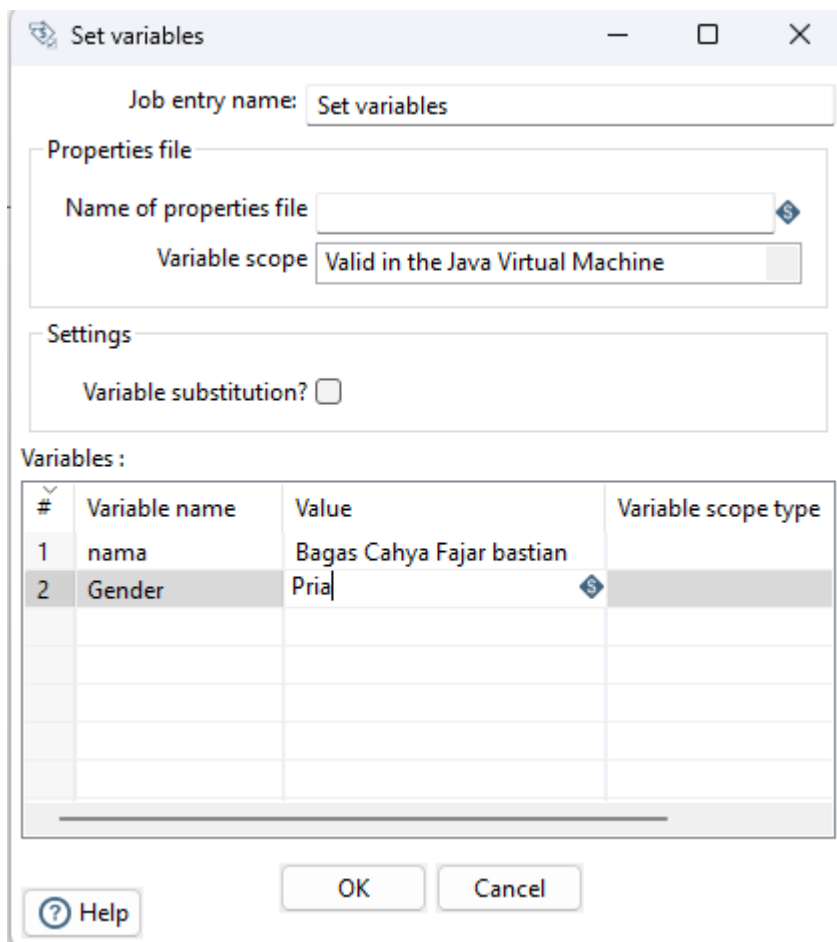 Set variables
Job entry name: Set variables
Properties file
Name of properties file
Variable scope Valid in the Java Virtual Machine
Settings
Variable substitution?
Variables :
# Variable name Value Variable scope type
1 nama Bagas Cahya Fajar bastian
2 Gender Pria
OK Cancel
Help